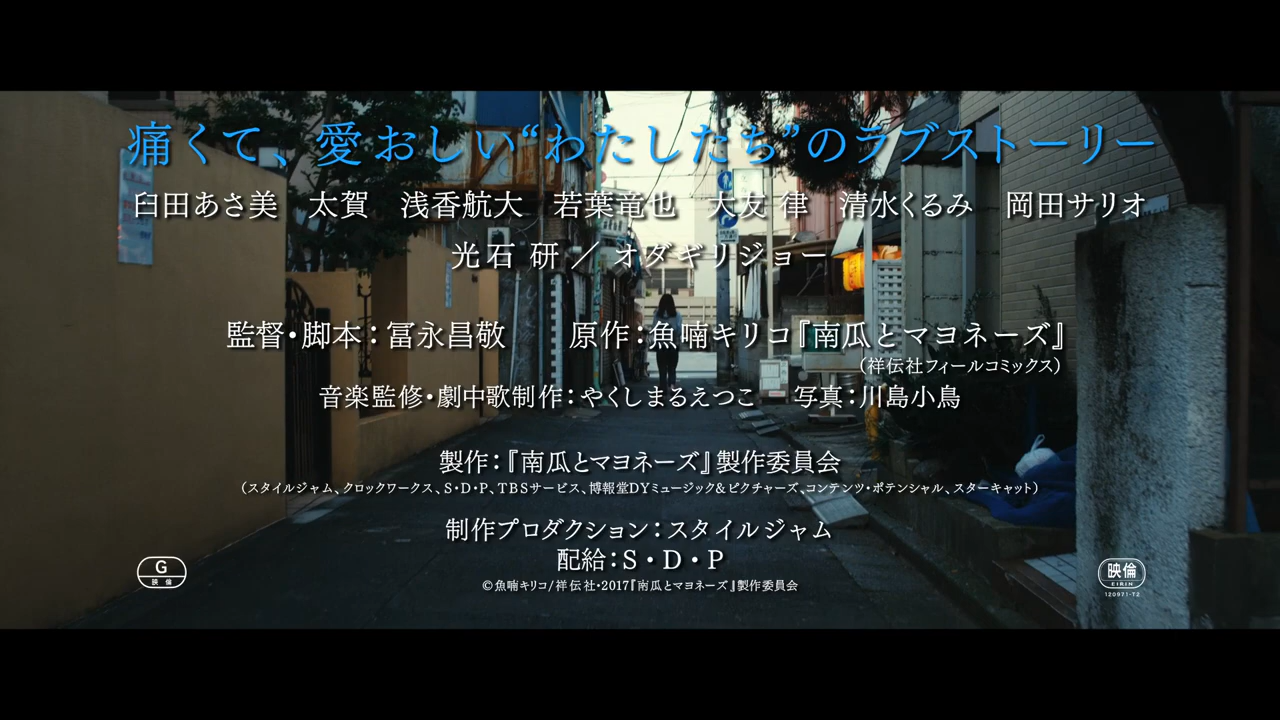 痛くて、愛おしい“わたしたち”のラブストーリー
臼田あさ美　太賀　浅香航大　若葉竜也　大友 律　清水くるみ　岡田サリオ
光石 研 ／ オダギリジョー
監督・脚本：冨永昌敬　　原作：魚喃キリコ『南瓜とマヨネーズ』
（祥伝社フィールコミックス）
音楽監修・劇中歌制作：やくしまるえつこ　写真：川島小鳥
製作：『南瓜とマヨネーズ』製作委員会
（スタイルジャム、クロックワークス、S・D・P、TBSサービス、博報堂DYミュージック&ピクチャーズ、コンテンツ・ポテンシャル、スターキャット）
制作プロダクション：スタイルジャム
配給：S・D・P
©魚喃キリコ/祥伝社・2017『南瓜とマヨネーズ』製作委員会
G
映倫
映倫
EIRIN
120971-T2